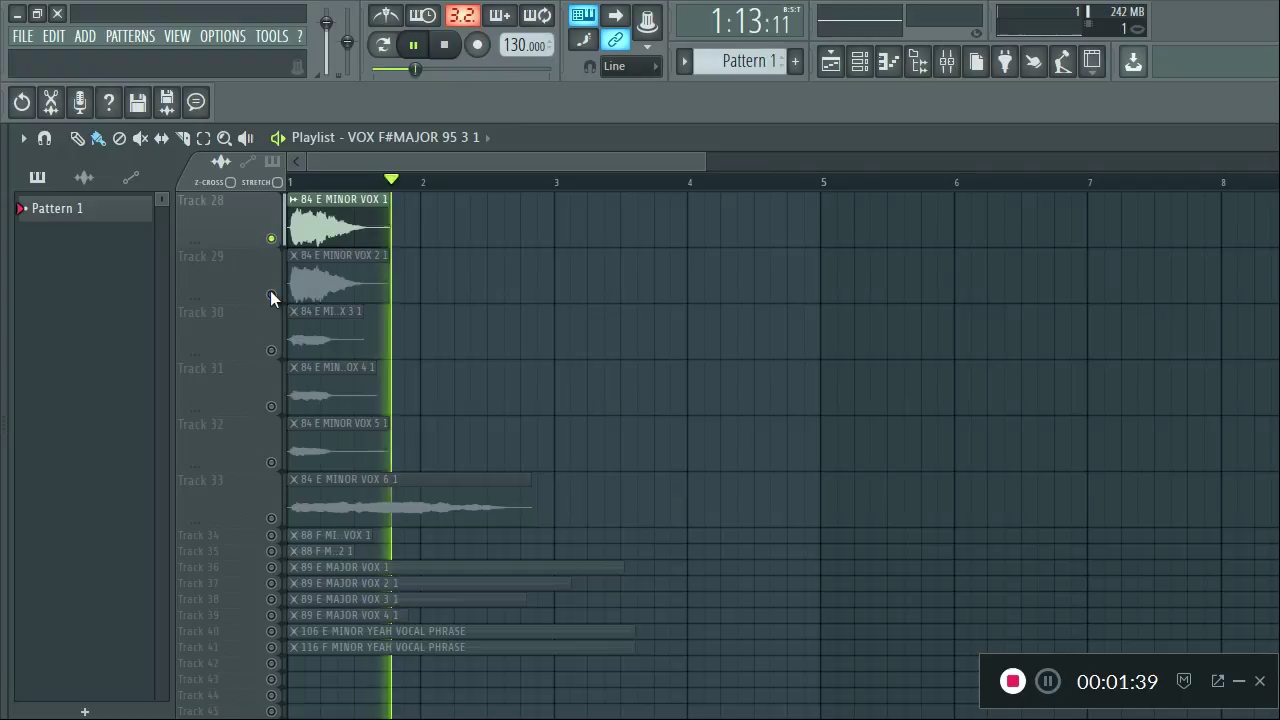 3.2
1:13:11
B:S:T
1
242 MB
1
FILE EDIT ADD PATTERNS VIEW OPTIONS TOOLS ?
130.000
Line
Pattern 1
+
Playlist - VOX F#MAJOR 95 3 1
Z-CROSS
STRETCH
1 2 3 4 5 6 7 8
Pattern 1
Track 28
84 E MINOR VOX 1
Track 29
84 E MINOR VOX 2 1
Track 30
84 E MI..X 3 1
Track 31
84 E MIN..OX 4 1
Track 32
84 E MINOR VOX 5 1
Track 33
84 E MINOR VOX 6 1
Track 34
88 F MI..VOX 1
Track 35
88 F M..2 1
Track 36
89 E MAJOR VOX 1
Track 37
89 E MAJOR VOX 2 1
Track 38
89 E MAJOR VOX 3 1
Track 39
89 E MAJOR VOX 4 1
Track 40
106 E MINOR YEAH VOCAL PHRASE
Track 41
116 F MINOR YEAH VOCAL PHRASE
Track 42
Track 43
Track 44
Track 45
00:01:39
+